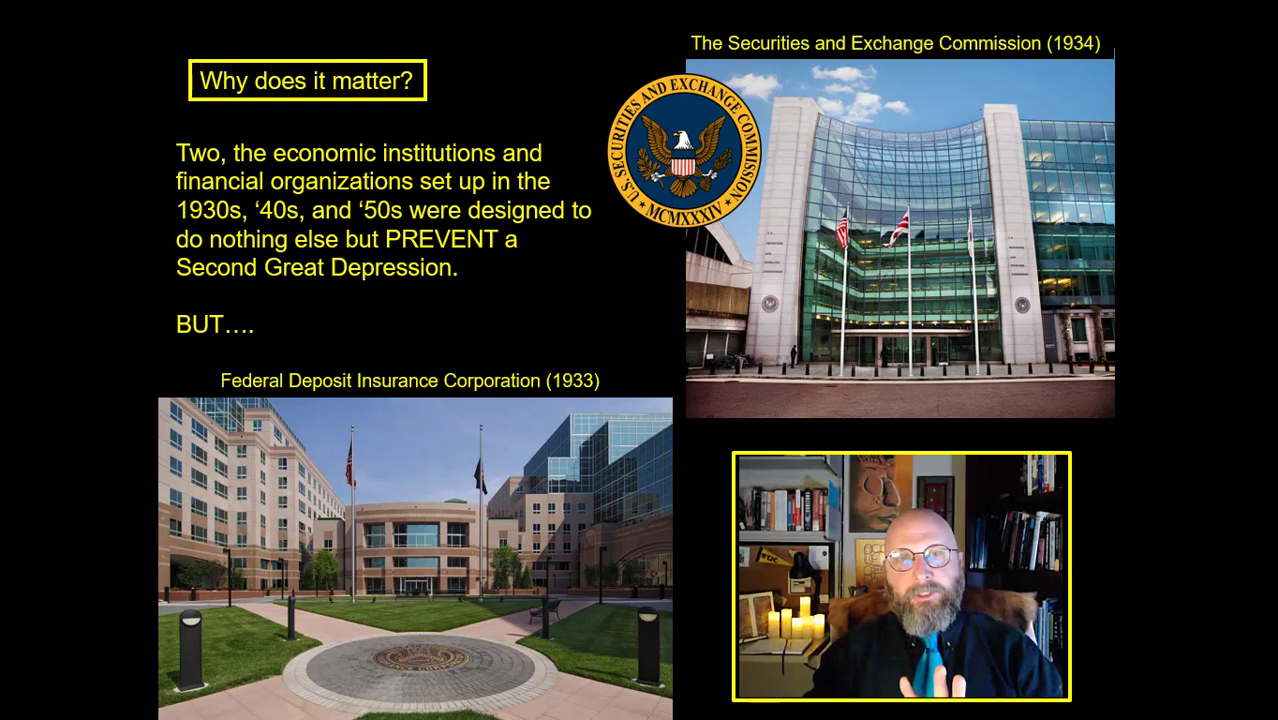 The Securities and Exchange Commission (1934)
Why does it matter?
U.S. SECURITIES AND EXCHANGE COMMISSION
MCMXXXIV
Two, the economic institutions and
financial organizations set up in the
1930s, ‘40s, and ‘50s were designed to
do nothing else but PREVENT a
Second Great Depression.
BUT….
Federal Deposit Insurance Corporation (1933)